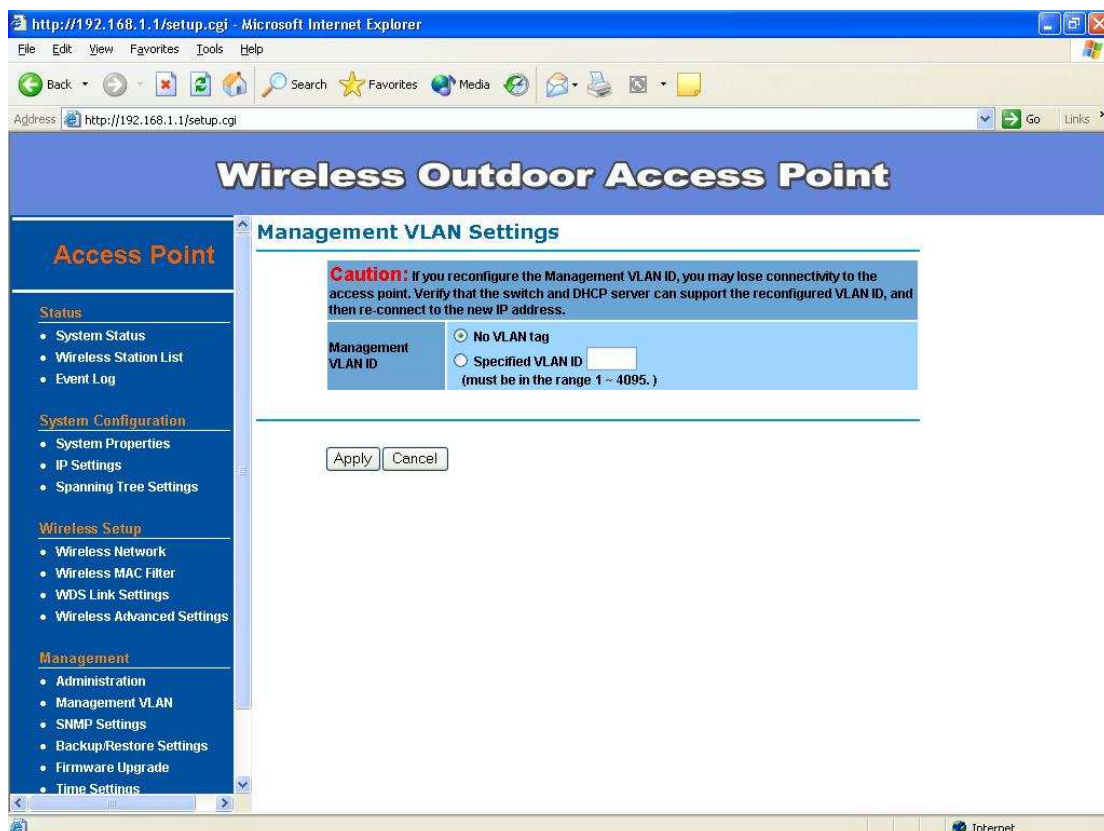 http://192.168.1.1/setup.cgi - Microsoft Internet Explorer
File Edit View Favorites Tools Help
Back Search Favorites Media
Address http://192.168.1.1/setup.cgi Go Links
Wireless Outdoor Access Point
Access Point
Status
System Status
Wireless Station List
Event Log
System Configuration
System Properties
IP Settings
Spanning Tree Settings
Wireless Setup
Wireless Network
Wireless MAC Filter
WDS Link Settings
Wireless Advanced Settings
Management
Administration
Management VLAN
SNMP Settings
Backup/Restore Settings
Firmware Upgrade
Time Settings
Management VLAN Settings
Caution: If you reconfigure the Management VLAN ID, you may lose connectivity to the
access point. Verify that the switch and DHCP server can support the reconfigured VLAN ID, and
then re-connect to the new IP address.
Management
VLAN ID
No VLAN tag
Specified VLAN ID
(must be in the range 1 ~ 4095. )
Apply Cancel
Internet